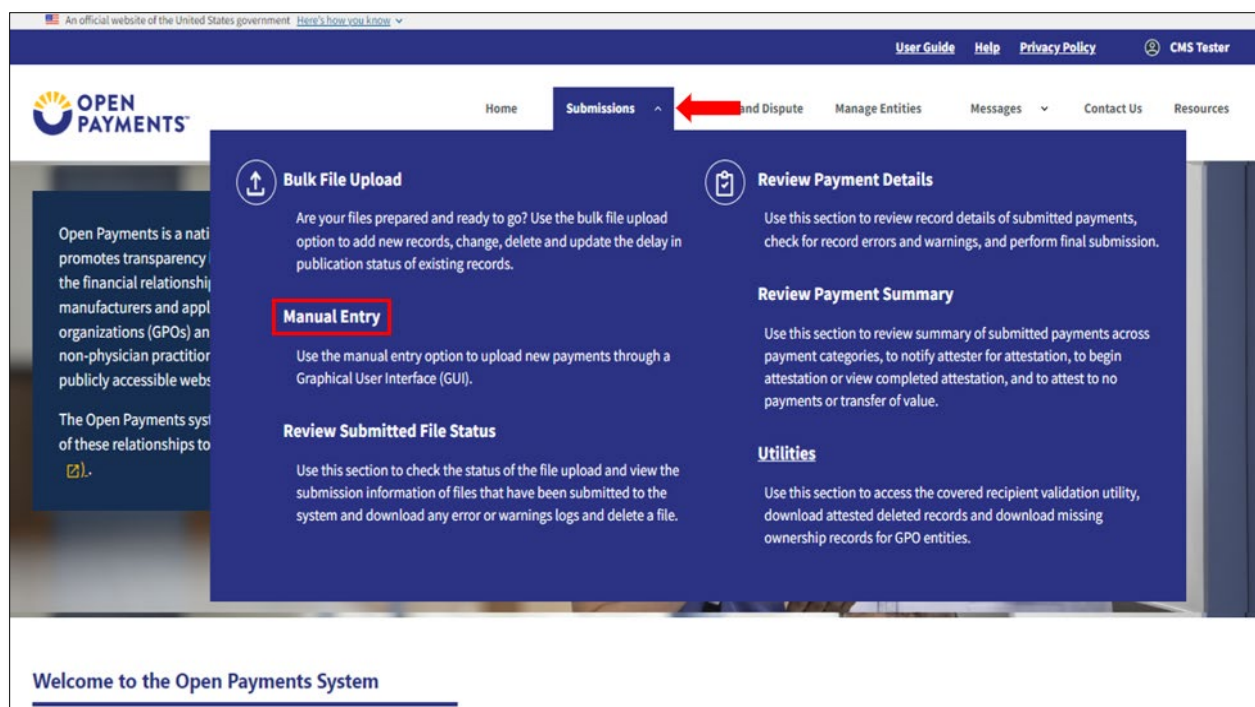 An official website of the United States government Here's how you know
User Guide Help Privacy Policy CMS Tester
OPEN
PAYMENTS
Home Submissions and Dispute Manage Entities Messages Contact Us Resources
Bulk File Upload
Are your files prepared and ready to go? Use the bulk file upload
option to add new records, change, delete and update the delay in
publication status of existing records.
Manual Entry
Use the manual entry option to upload new payments through a
Graphical User Interface (GUI).
Review Submitted File Status
Use this section to check the status of the file upload and view the
submission information of files that have been submitted to the
system and download any error or warnings logs and delete a file.
Review Payment Details
Use this section to review record details of submitted payments,
check for record errors and warnings, and perform final submission.
Review Payment Summary
Use this section to review summary of submitted payments across
payment categories, to notify attester for attestation, to begin
attestation or view completed attestation, and to attest to no
payments or transfer of value.
Utilities
Use this section to access the covered recipient validation utility,
download attested deleted records and download missing
ownership records for GPO entities.
Open Payments is a nati
promotes transparency
the financial relationshi
manufacturers and appl
organizations (GPOs) an
non-physician practition
publicly accessible webs
The Open Payments syst
of these relationships to
).
Welcome to the Open Payments System